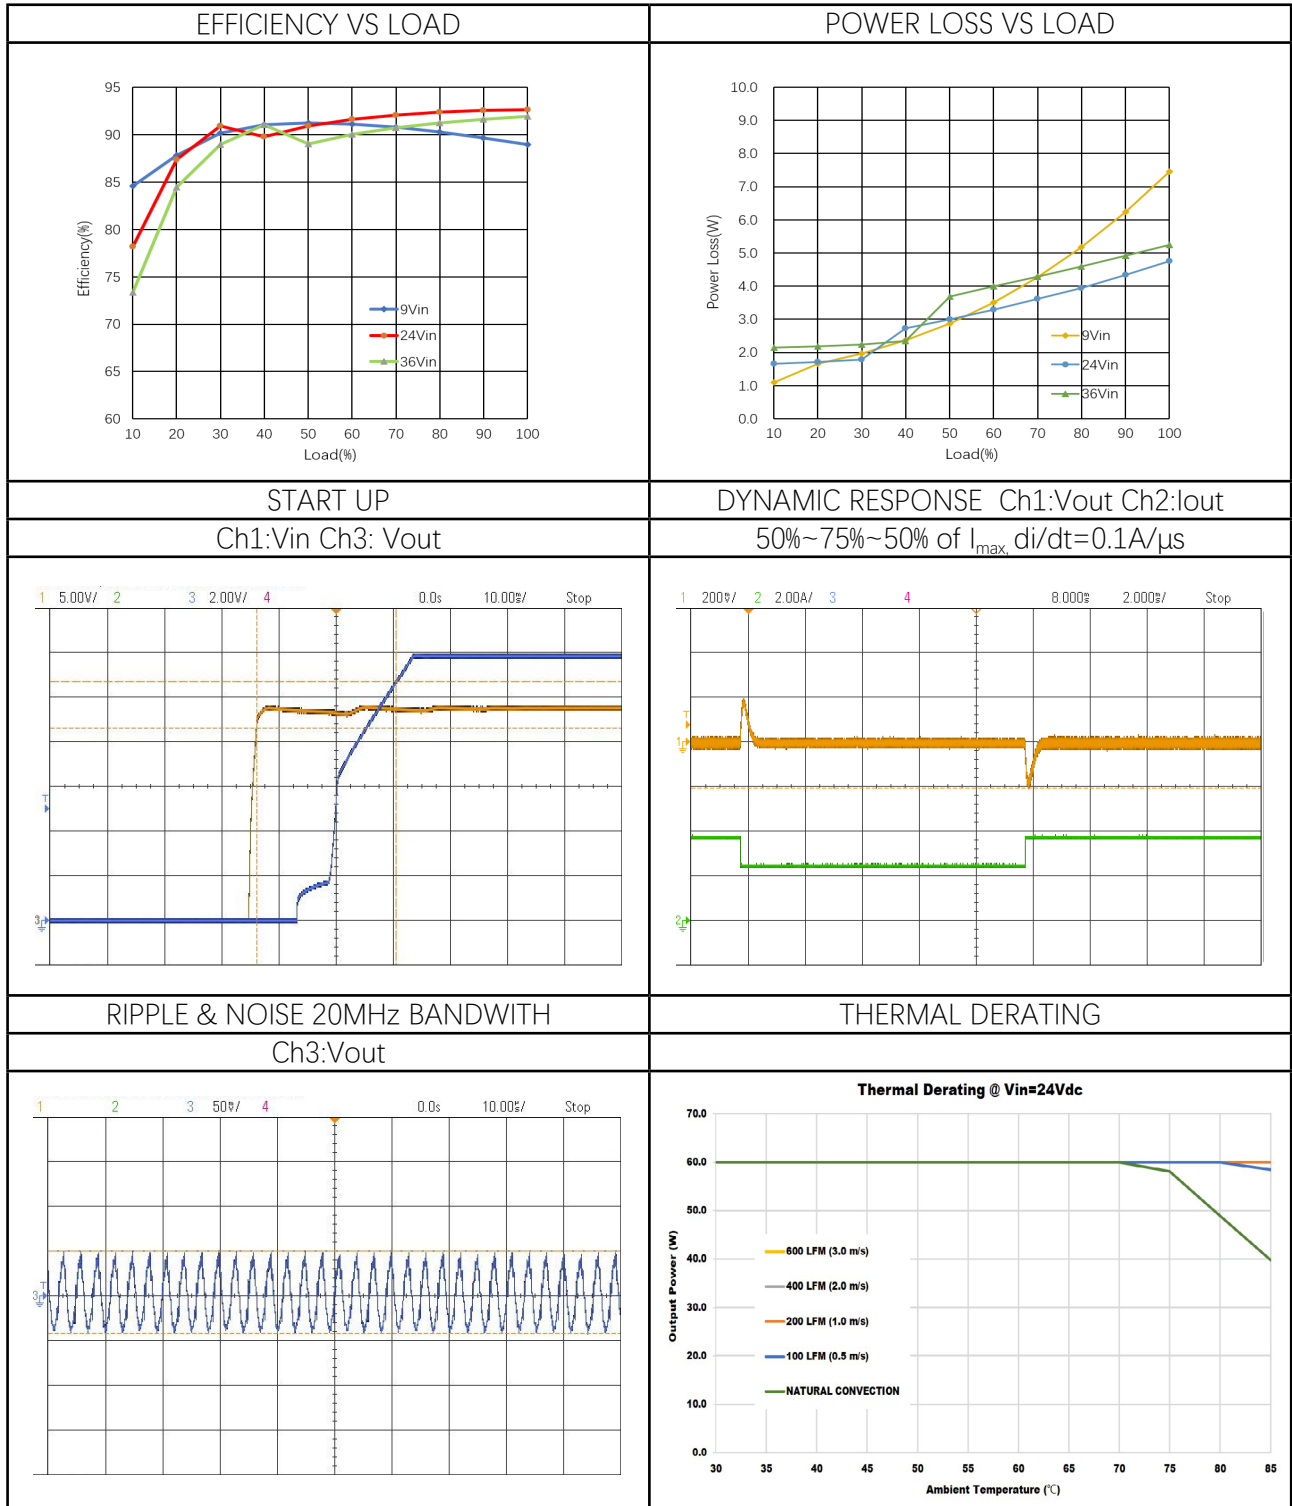 EFFICIENCY VS LOAD
95
90
85
80
75
70
65
60
Efficiency(%)
9Vin
24Vin
36Vin
10 20 30 40 50 60 70 80 90 100
Load(%)
POWER LOSS VS LOAD
10.0
9.0
8.0
7.0
6.0
5.0
4.0
3.0
2.0
1.0
0.0
Power Loss(W)
9Vin
24Vin
36Vin
10 20 30 40 50 60 70 80 90 100
Load(%)
START UP
Ch1:Vin Ch3: Vout
1 5.00V/ 2 3 2.00V/ 4 0.0s 10.00ms/ Stop
T
3
DYNAMIC RESPONSE Ch1:Vout Ch2:Iout
50%~75%~50% of Imax, di/dt=0.1A/μs
1 200mV/ 2 2.00A/ 3 4 8.000ms 2.000ms/ Stop
T
1
2
RIPPLE & NOISE 20MHz BANDWITH
Ch3:Vout
1 2 3 50mV/ 4 0.0s 10.00ms/ Stop
T
3
THERMAL DERATING
Thermal Derating @ Vin=24Vdc
70.0
60.0
50.0
40.0
30.0
20.0
10.0
0.0
Output Power (W)
600 LFM (3.0 m/s)
400 LFM (2.0 m/s)
200 LFM (1.0 m/s)
100 LFM (0.5 m/s)
NATURAL CONVECTION
30 35 40 45 50 55 60 65 70 75 80 85
Ambient Temperature (℃)